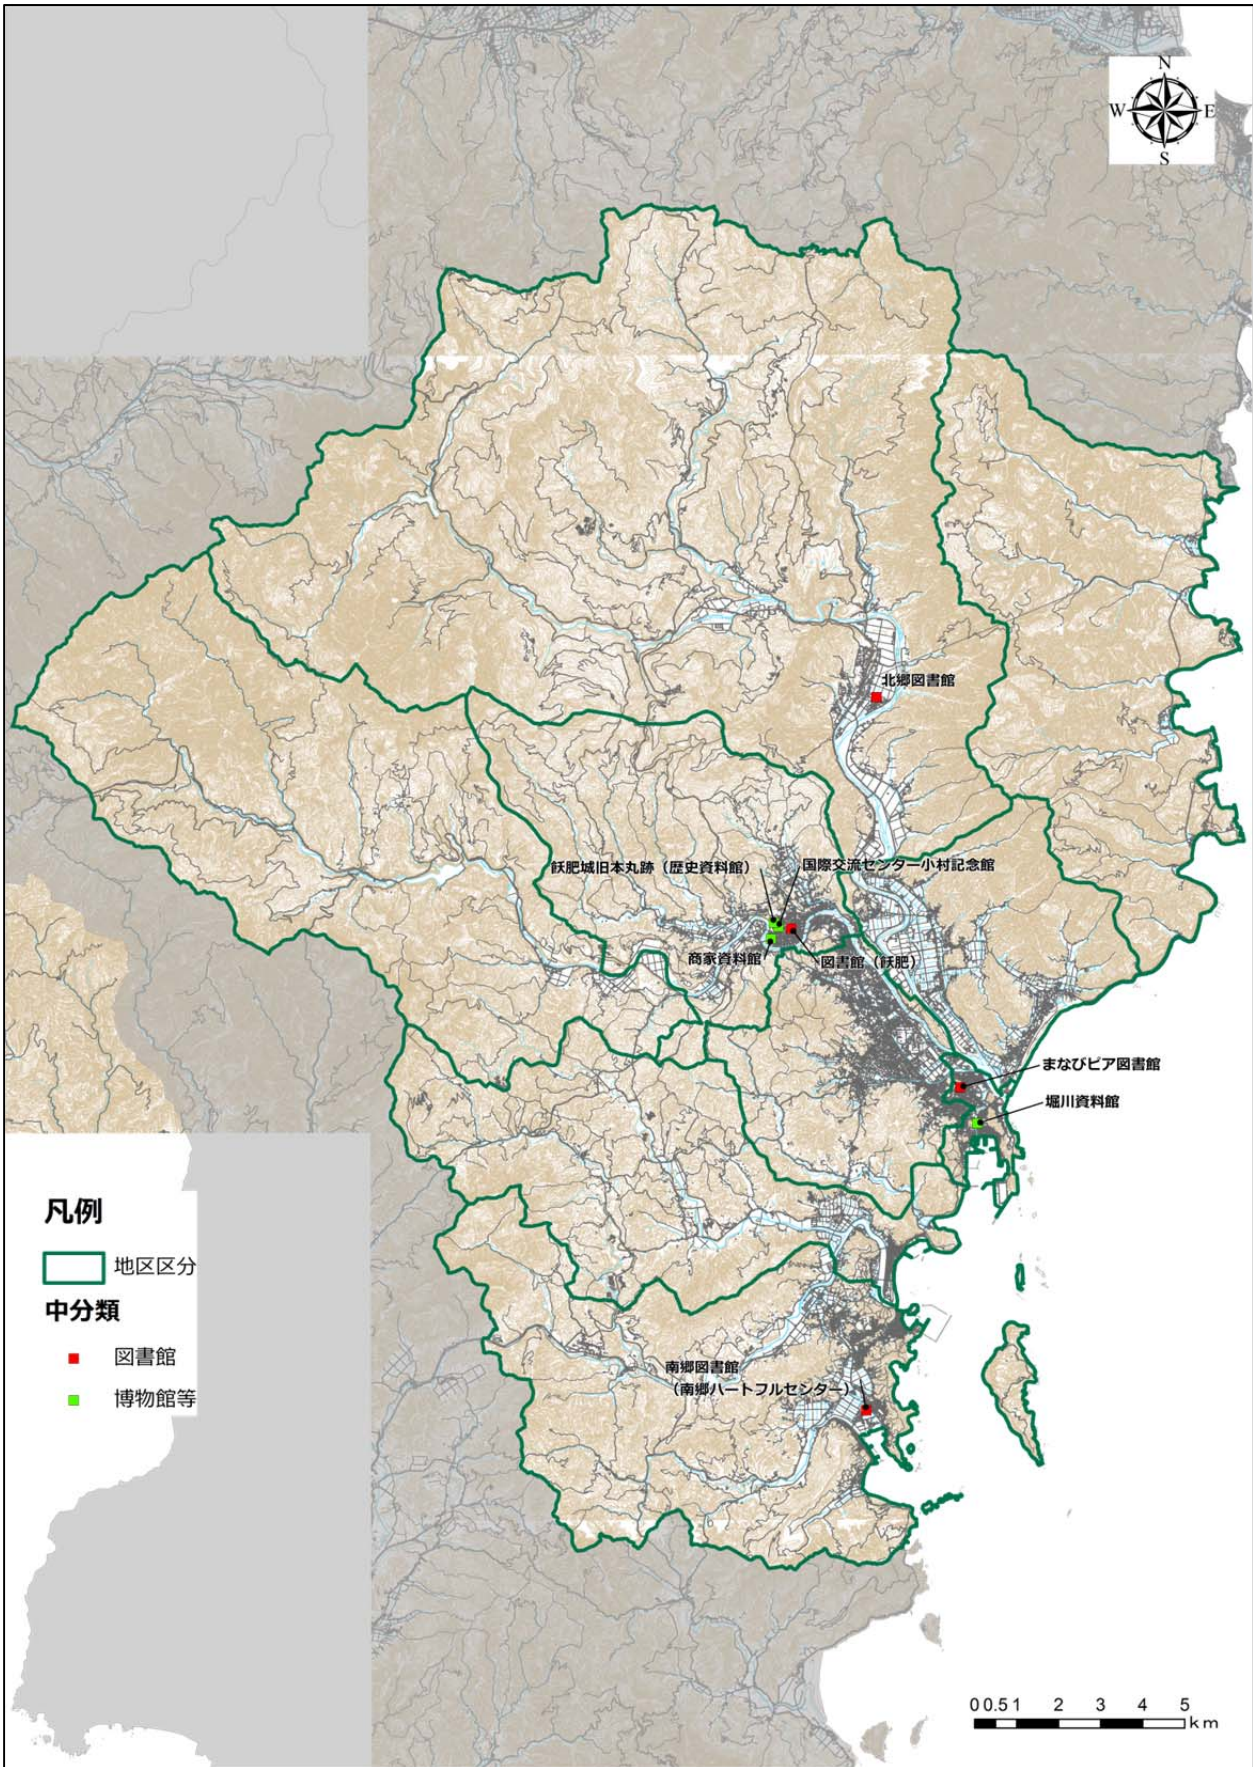 N
W E
S
北郷図書館
飫肥城旧本丸跡（歴史資料館）
国際交流センター小村記念館
商家資料館
図書館（飫肥）
まなびピア図書館
堀川資料館
凡例
地区区分
中分類
図書館
博物館等
南郷図書館
（南郷ハートフルセンター）
0 0.5 1 2 3 4 5
km